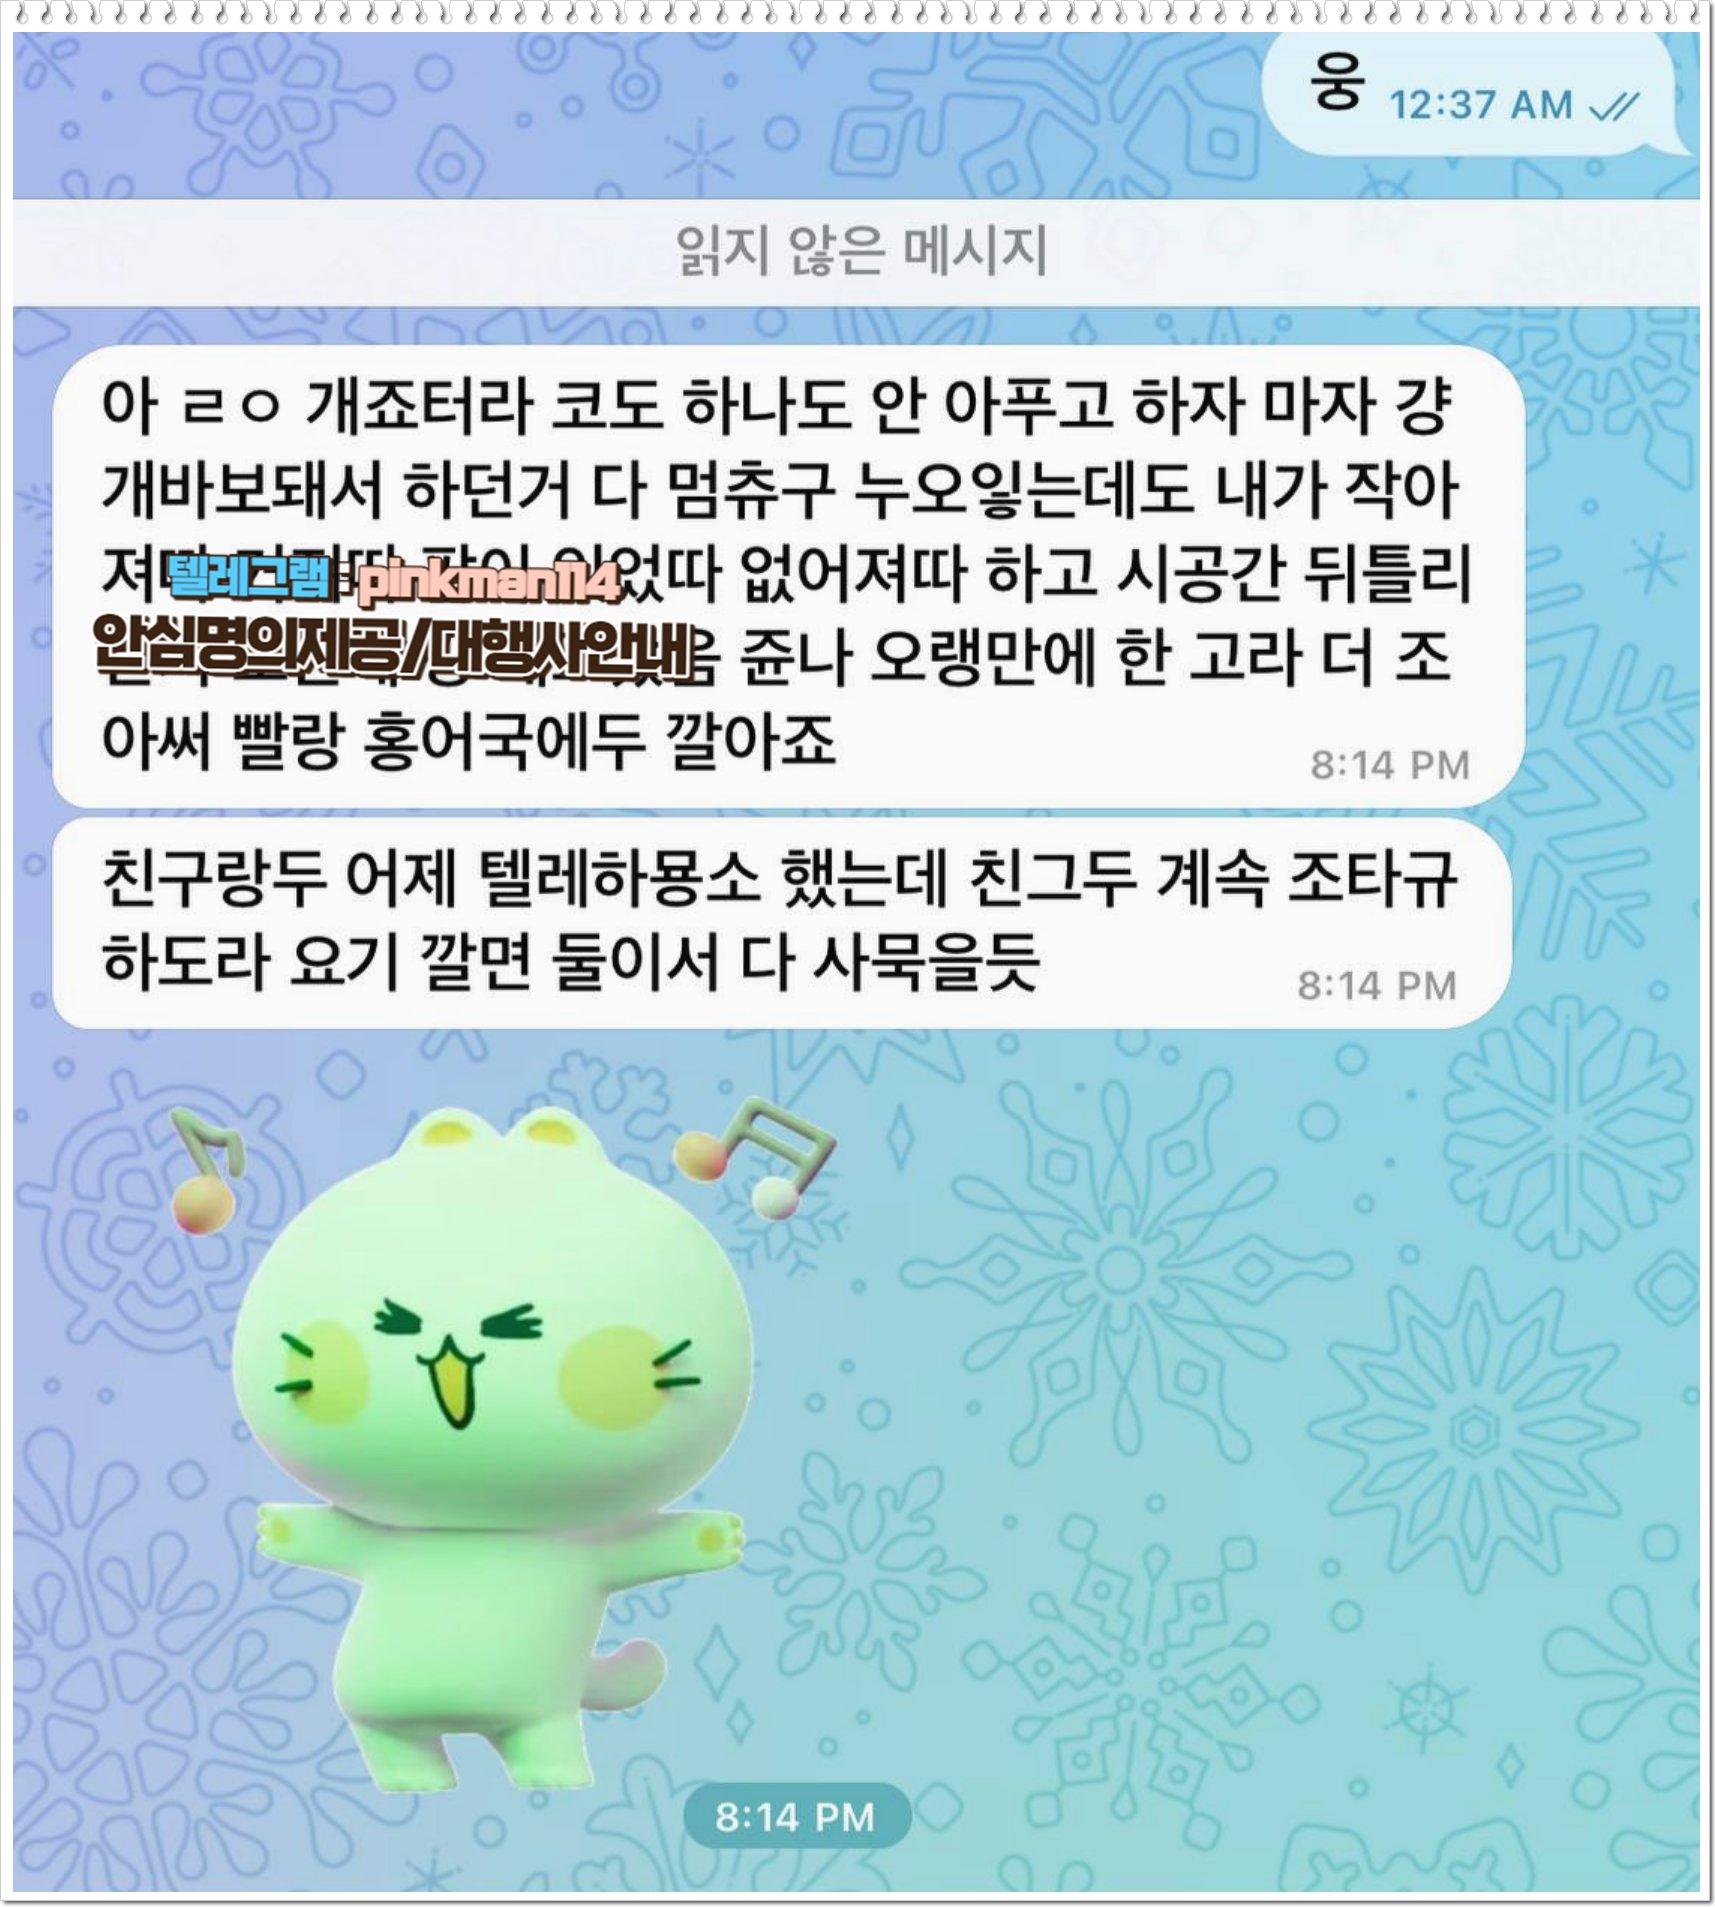 웅 12:37 AM
읽지 않은 메시지
아 ㄹㅇ 개죠터라 코도 하나도 안 아푸고 하자 마자 걍
개바보돼서 하던거 다 멈츄구 누오잏는데도 내가 작아
져따 없어져따 하고 시공간 뒤틀리
텔레그램 : pinkman114
안심명의제공/대행사안내
쥰나 오랭만에 한 고라 더 조
아써 빨랑 홍어국에두 깔아죠
8:14 PM
친구랑두 어제 텔레하묭소 했는데 친그두 계속 조타규
하도라 요기 깔면 둘이서 다 사묵을듯
8:14 PM
8:14 PM